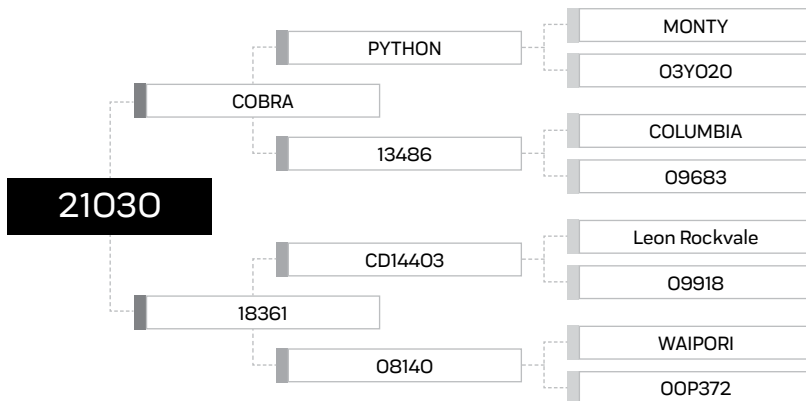 MONTY
PYTHON
03Y020
COBRA
COLUMBIA
13486
09683
21030
Leon Rockvale
CD14403
09918
18361
WAIPORI
08140
00P372